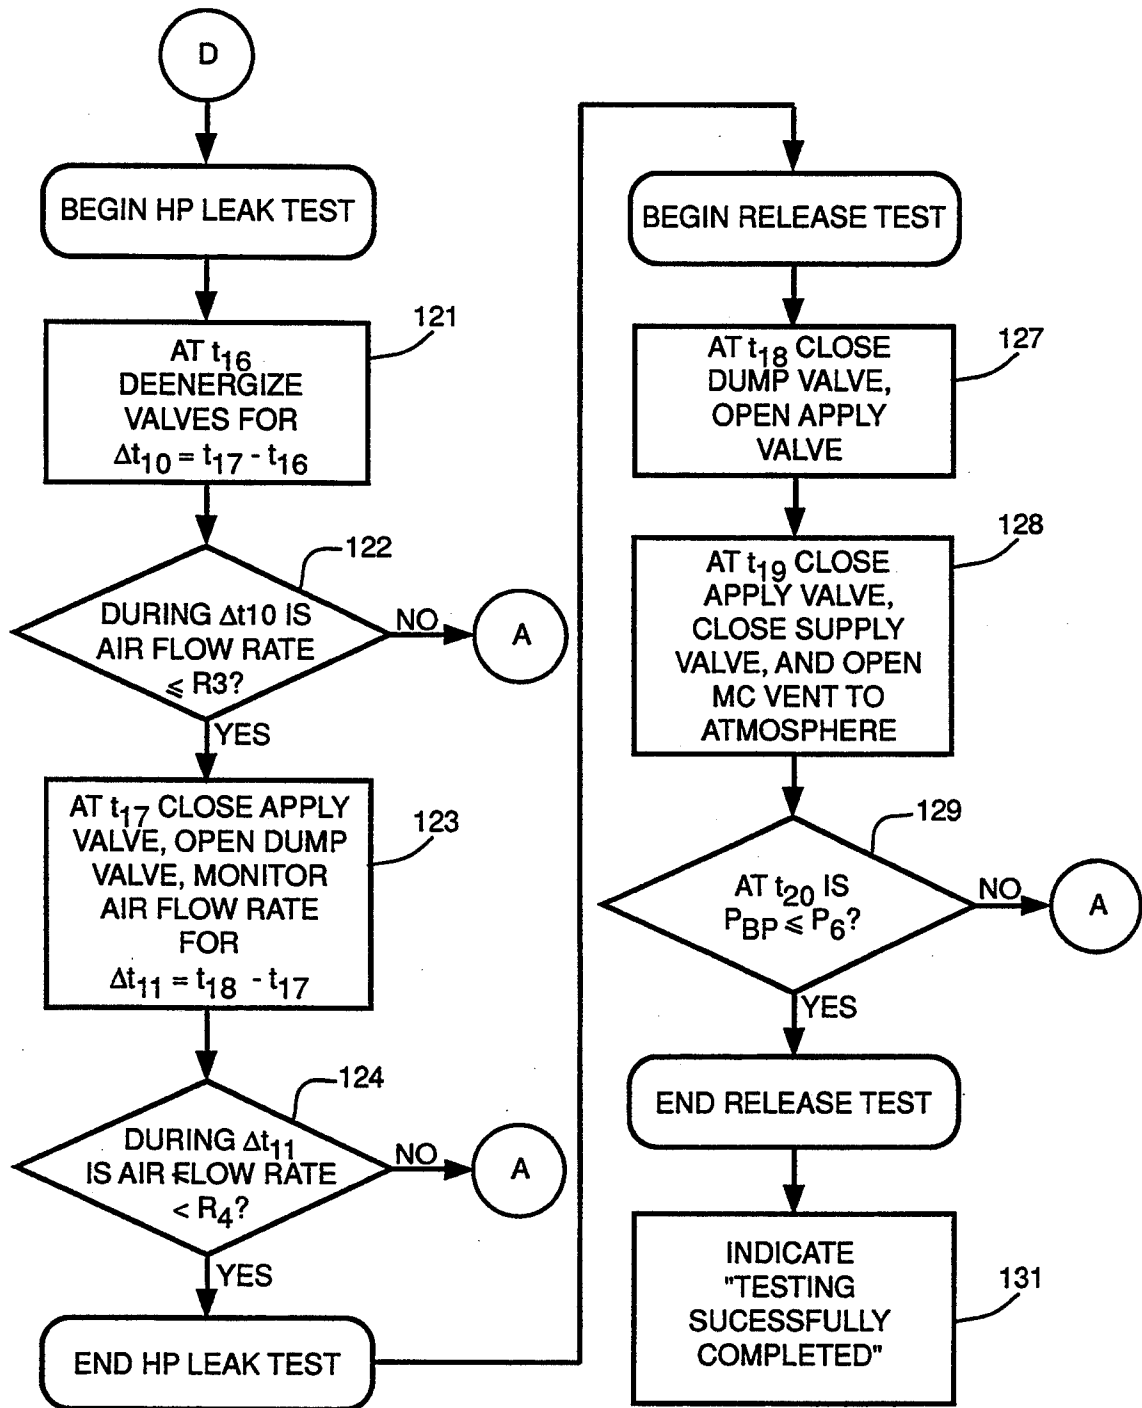 D
BEGIN HP LEAK TEST
121
AT t16
DEENERGIZE
VALVES FOR
Δt10 = t17 - t16
122
DURING Δt10 IS
AIR FLOW RATE
⩽ R3?
NO
A
YES
AT t17 CLOSE APPLY
VALVE, OPEN DUMP
VALVE, MONITOR
AIR FLOW RATE
FOR
Δt11 = t18 - t17
123
124
DURING Δt11
IS AIR FLOW RATE
< R4?
NO
A
YES
END HP LEAK TEST
BEGIN RELEASE TEST
127
AT t18 CLOSE
DUMP VALVE,
OPEN APPLY
VALVE
128
AT t19 CLOSE
APPLY VALVE,
CLOSE SUPPLY
VALVE, AND OPEN
MC VENT TO
ATMOSPHERE
129
AT t20 IS
PBP ⩽ P6?
NO
A
YES
END RELEASE TEST
INDICATE
"TESTING
SUCESSFULLY
COMPLETED"
131